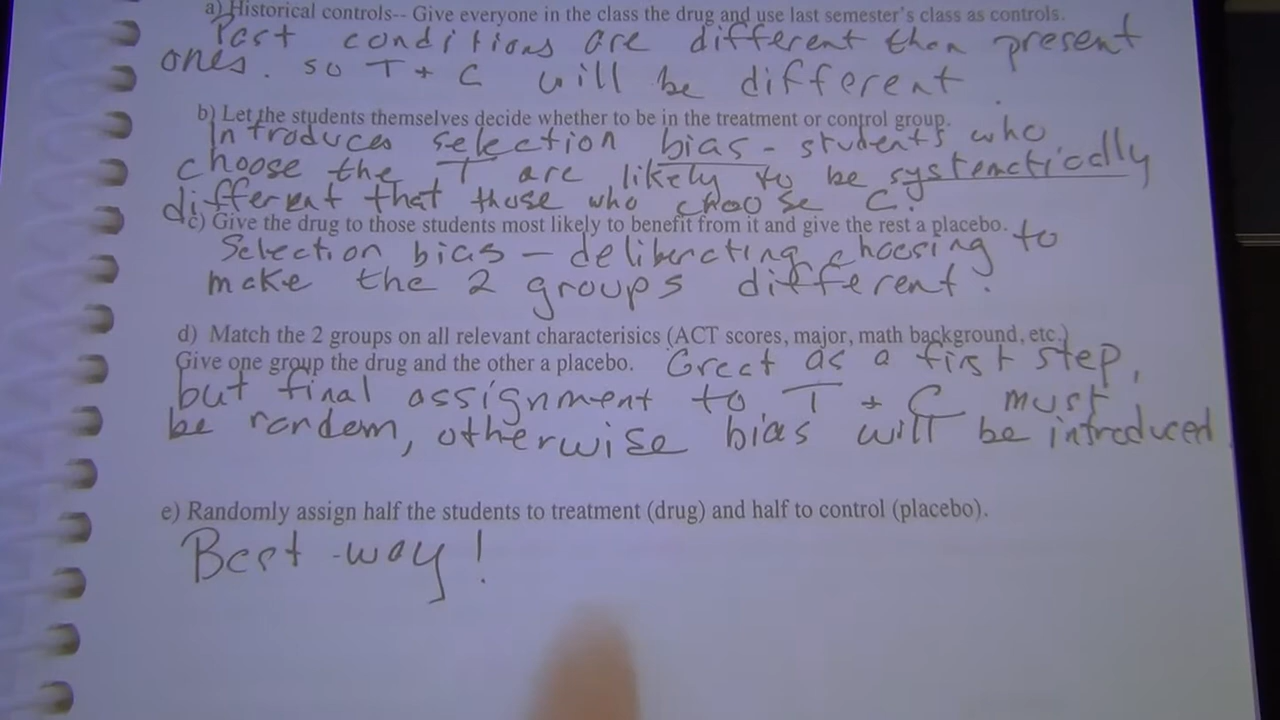 a) Historical controls-- Give everyone in the class the drug and use last semester's class as controls.
Past conditions are different than present
ones. so T + C will be different.
b) Let the students themselves decide whether to be in the treatment or control group.
Introduces selection bias - students who
choose the T are likely to be systematically
different that those who choose C.
c) Give the drug to those students most likely to benefit from it and give the rest a placebo.
Selection bias - deliberating choosing to
make the 2 groups different.
d) Match the 2 groups on all relevant characterisics (ACT scores, major, math background, etc.)
Give one group the drug and the other a placebo. Great as a first step,
but final assignment to T + C must
be random, otherwise bias will be introduced.
e) Randomly assign half the students to treatment (drug) and half to control (placebo).
Best way!